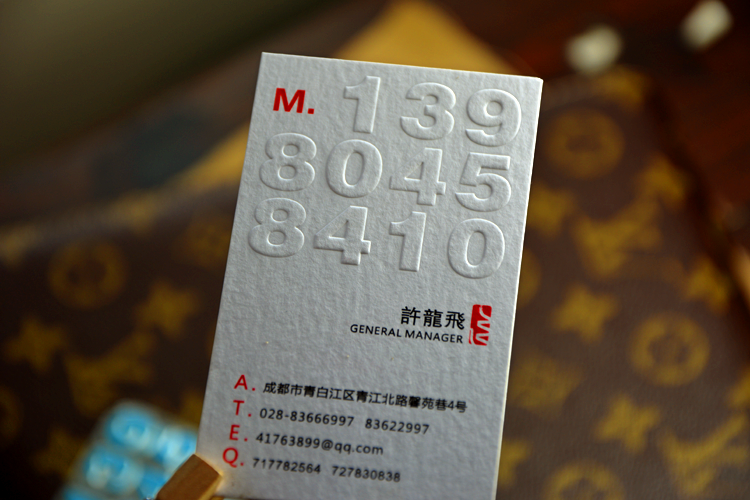 M. 139
8045
8410
許龍飛
GENERAL MANAGER
A. 成都市青白江区青江北路馨苑巷4号
T. 028-83666997 83622997
E. 41763899@qq.com
Q. 717782564 727830838